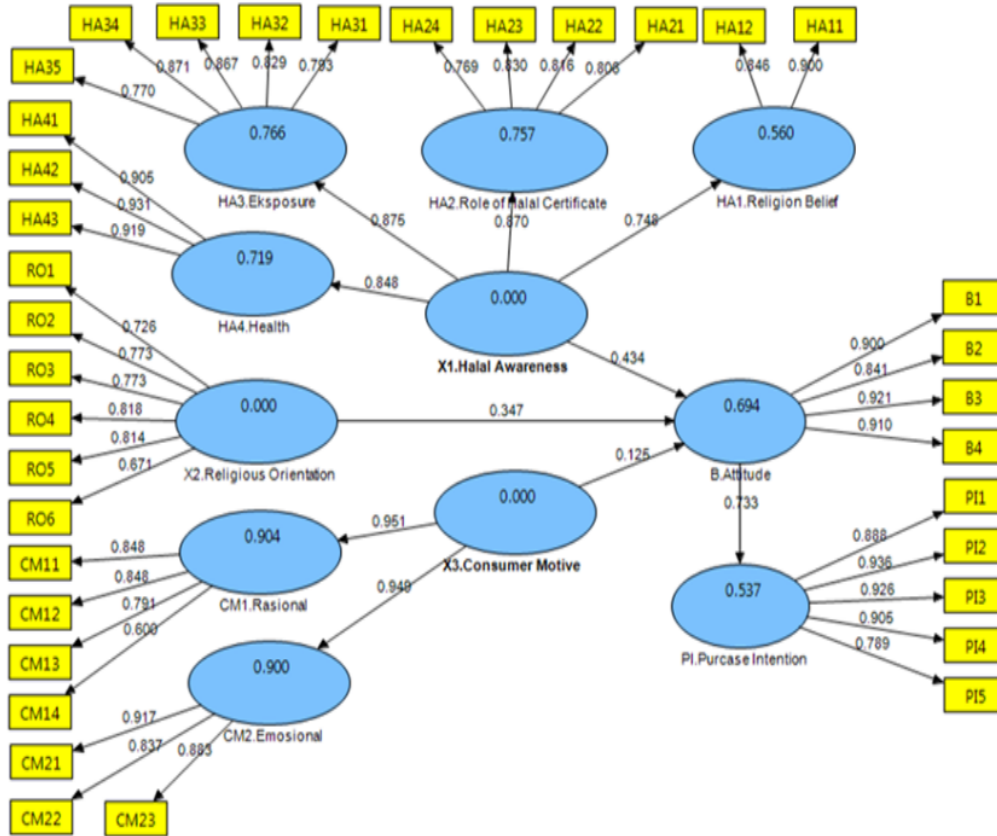 HA34
HA33
HA32
HA31
HA24
HA23
HA22
HA21
HA12
HA11
HA35
0.871
0.867
0.829
0.793
0.769
0.830
0.816
0.806
0.846
0.900
0.770
HA41
0.766
0.757
0.560
HA42
0.905
HA3.Eksposure
HA2.Role of Halal Certificate
HA1.Religion Belief
0.931
HA43
0.919
0.875
0.870
0.748
RO1
0.719
0.848
0.000
B1
RO2
HA4.Health
0.726
X1.Halal Awareness
0.900
B2
0.773
0.434
0.841
RO3
0.773
B3
0.921
RO4
0.818
0.000
0.347
0.694
0.910
B4
0.814
RO5
0.671
X2.Religious Orientation
0.125
B.Attitude
PI1
RO6
0.000
0.733
0.888
PI2
0.951
0.936
CM11
0.848
0.904
X3.Consumer Motive
0.926
PI3
0.848
0.537
CM12
0.791
CM1.Rasional
0.949
0.905
PI4
0.600
CM13
PI.Purcase Intention
0.789
0.900
PI5
CM14
0.917
CM2.Emosional
0.837
0.883
CM21
CM22
CM23